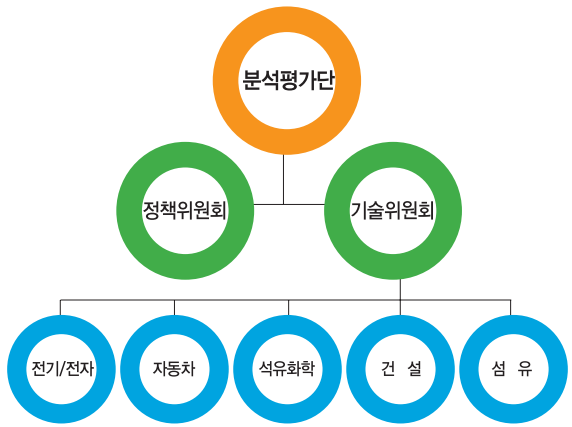 분석평가단
정책위원회
기술위원회
전기/전자
자동차
석유화학
건 설
섬 유